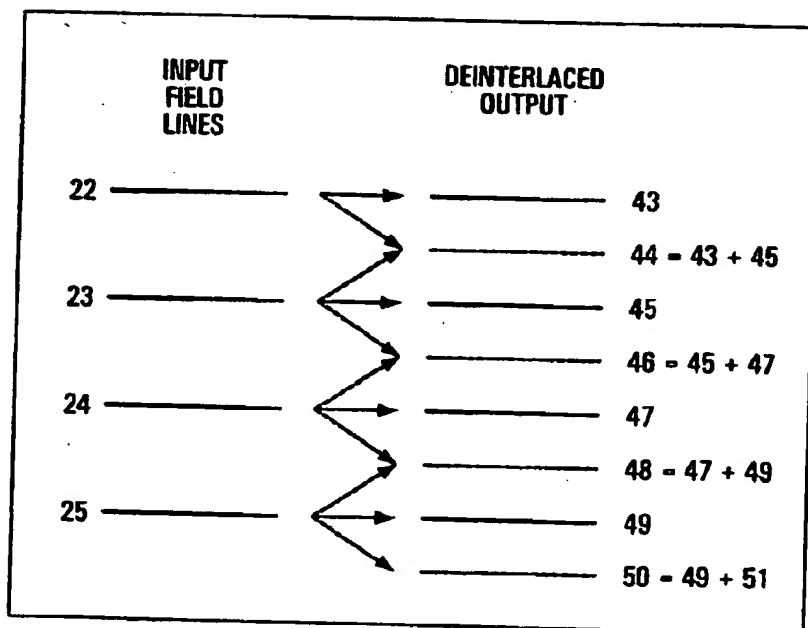 INPUT
FIELD
LINES
DEINTERLACED
OUTPUT
22
43
44 = 43 + 45
23
45
46 = 45 + 47
24
47
48 = 47 + 49
25
49
50 = 49 + 51